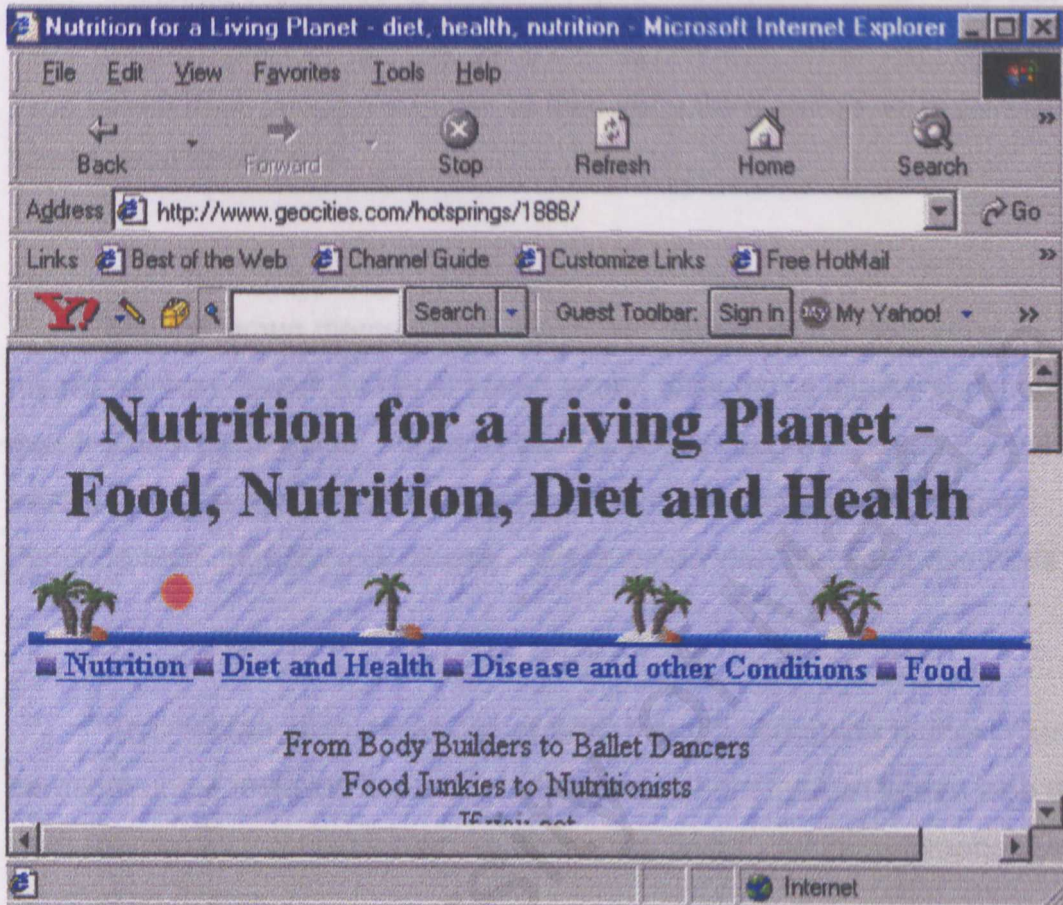 Nutrition for a Living Planet - diet, health, nutrition - Microsoft Internet Explorer
File Edit View Favorites Tools Help
Back Forward Stop Refresh Home Search »
Address http://www.geocities.com/hotsprings/1888/ Go
Links Best of the Web Channel Guide Customize Links Free HotMail »
Y! Search Guest Toolbar: Sign In My Yahoo! »
Nutrition for a Living Planet -
Food, Nutrition, Diet and Health
Nutrition Diet and Health Disease and other Conditions Food
From Body Builders to Ballet Dancers
Food Junkies to Nutritionists
Internet